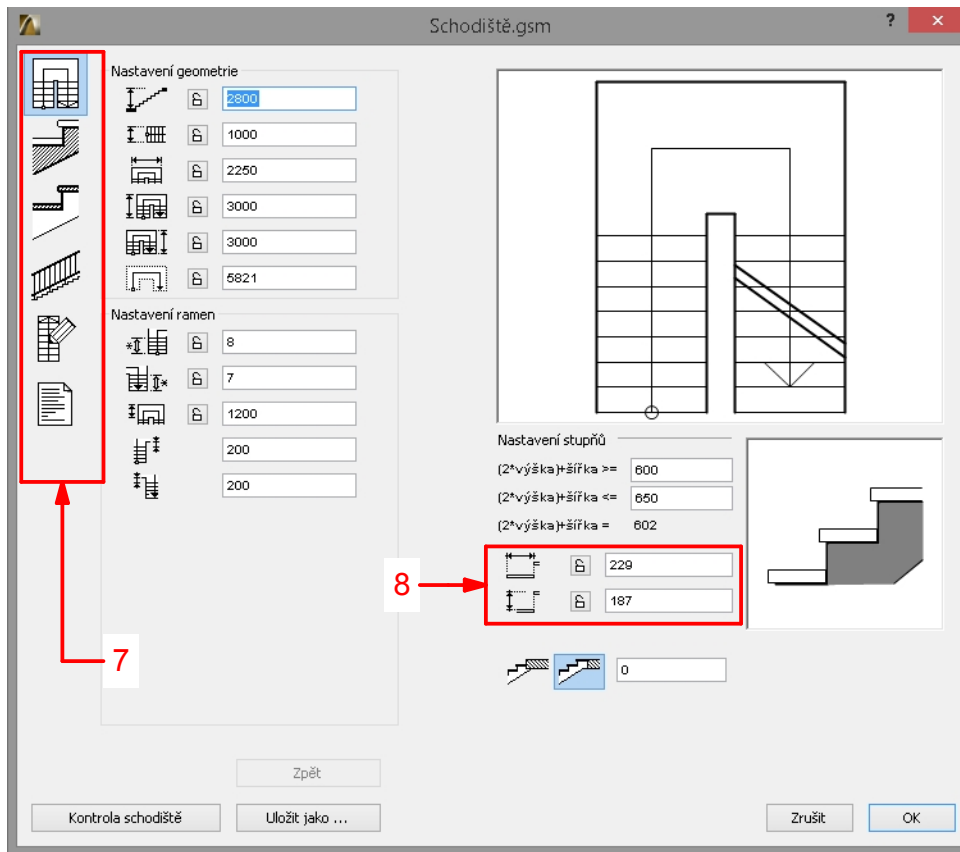 Schodiště.gsm
?
×
Nastavení geometrie
2800
1000
2250
3000
3000
5821
Nastavení ramen
8
7
1200
200
200
Nastavení stupňů
(2*výška)+šířka >= 600
(2*výška)+šířka <= 650
(2*výška)+šířka = 602
229
187
8
7
0
Zpět
Kontrola schodiště
Uložit jako ...
Zrušit
OK